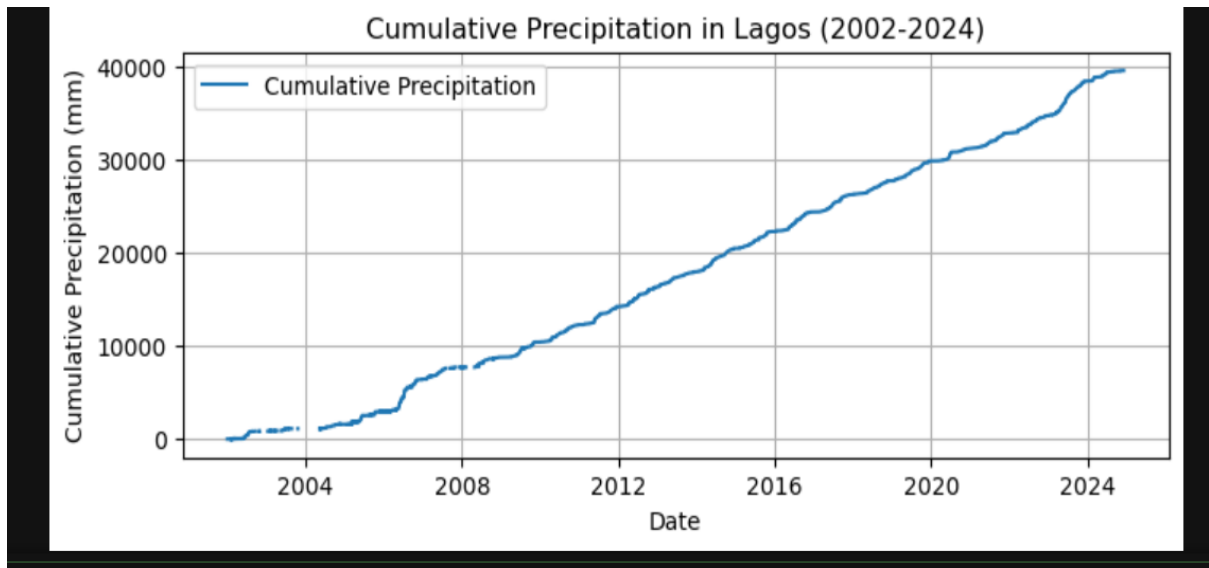 Cumulative Precipitation in Lagos (2002-2024)
Cumulative Precipitation
Cumulative Precipitation (mm)
40000
30000
20000
10000
0
2004 2008 2012 2016 2020 2024
Date